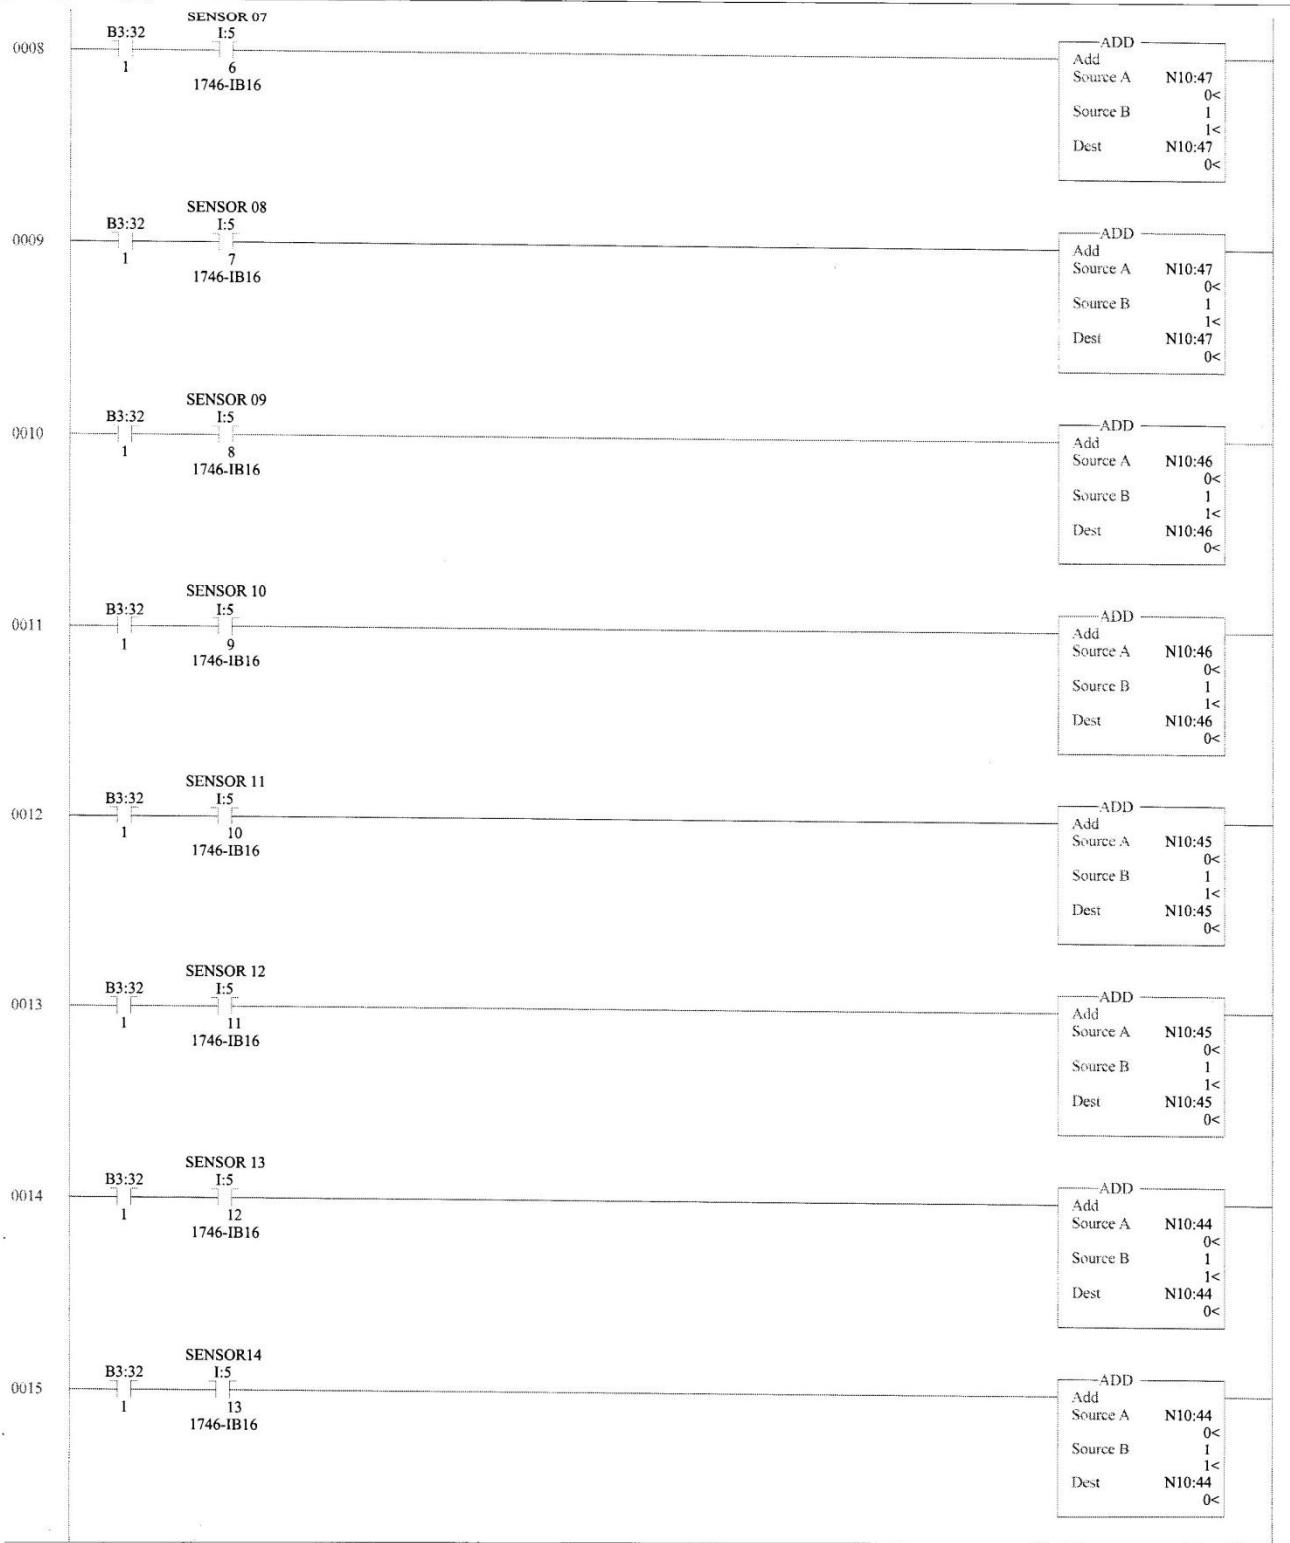 SENSOR 07
B3:32 I:5
0008
1 6
1746-IB16
ADD
Add
Source A N10:47
0<
Source B 1
1<
Dest N10:47
0<
SENSOR 08
B3:32 I:5
0009
1 7
1746-IB16
ADD
Add
Source A N10:47
0<
Source B 1
1<
Dest N10:47
0<
SENSOR 09
B3:32 I:5
0010
1 8
1746-IB16
ADD
Add
Source A N10:46
0<
Source B 1
1<
Dest N10:46
0<
SENSOR 10
B3:32 I:5
0011
1 9
1746-IB16
ADD
Add
Source A N10:46
0<
Source B 1
1<
Dest N10:46
0<
SENSOR 11
B3:32 I:5
0012
1 10
1746-IB16
ADD
Add
Source A N10:45
0<
Source B 1
1<
Dest N10:45
0<
SENSOR 12
B3:32 I:5
0013
1 11
1746-IB16
ADD
Add
Source A N10:45
0<
Source B 1
1<
Dest N10:45
0<
SENSOR 13
B3:32 I:5
0014
1 12
1746-IB16
ADD
Add
Source A N10:44
0<
Source B 1
1<
Dest N10:44
0<
SENSOR14
B3:32 I:5
0015
1 13
1746-IB16
ADD
Add
Source A N10:44
0<
Source B 1
1<
Dest N10:44
0<